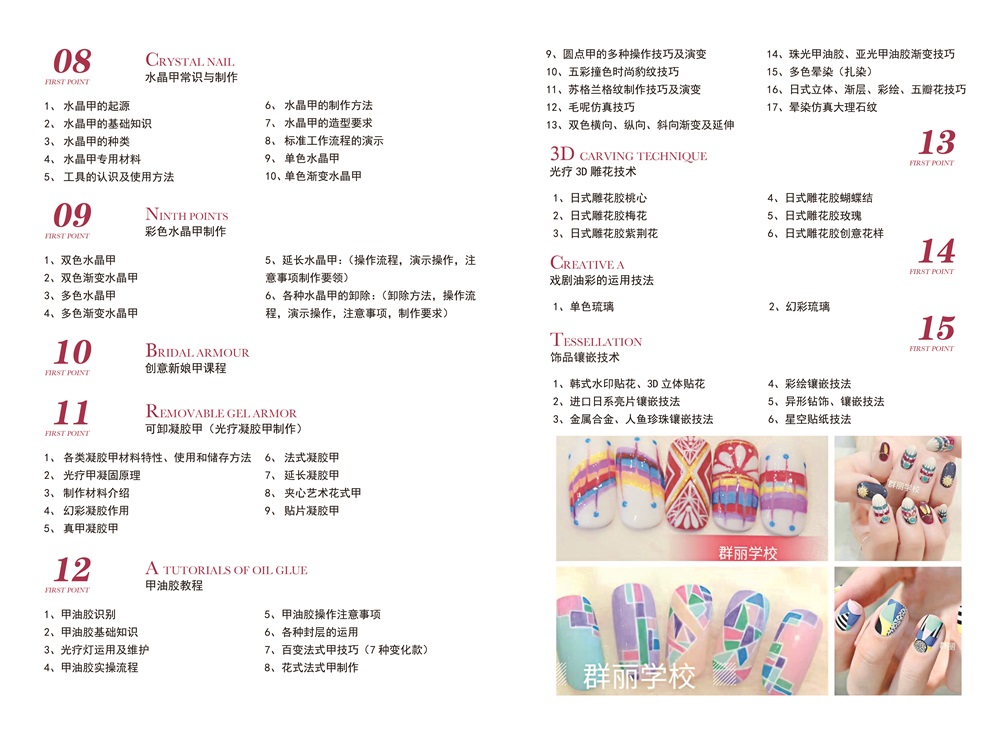 08
FIRST POINT
CRYSTAL NAIL
水晶甲常识与制作
1、 水晶甲的起源
2、 水晶甲的基础知识
3、 水晶甲的种类
4、 水晶甲专用材料
5、 工具的认识及使用方法
6、 水晶甲的制作方法
7、 水晶甲的造型要求
8、 标准工作流程的演示
9、 单色水晶甲
10、单色渐变水晶甲
09
FIRST POINT
NINTH POINTS
彩色水晶甲制作
1、双色水晶甲
2、双色渐变水晶甲
3、多色水晶甲
4、多色渐变水晶甲
5、延长水晶甲:(操作流程,演示操作,注
意事项制作要领)
6、各种水晶甲的卸除:(卸除方法,操作流
程,演示操作,注意事项,制作要求)
10
FIRST POINT
BRIDAL ARMOUR
创意新娘甲课程
11
FIRST POINT
REMOVABLE GEL ARMOR
可卸凝胶甲(光疗凝胶甲制作)
1、 各类凝胶甲材料特性、使用和储存方法
2、 光疗甲凝固原理
3、 制作材料介绍
4、 幻彩凝胶作用
5、 真甲凝胶甲
6、 法式凝胶甲
7、 延长凝胶甲
8、 夹心艺术花式甲
9、 贴片凝胶甲
12
FIRST POINT
A TUTORIALS OF OIL GLUE
甲油胶教程
1、甲油胶识别
2、甲油胶基础知识
3、光疗灯运用及维护
4、甲油胶实操流程
5、甲油胶操作注意事项
6、各种封层的运用
7、百变法式甲技巧(7种变化款)
8、花式法式甲制作
9、圆点甲的多种操作技巧及演变
10、五彩撞色时尚豹纹技巧
11、苏格兰格纹制作技巧及演变
12、毛呢仿真技巧
13、双色横向、纵向、斜向渐变及延伸
14、珠光甲油胶、亚光甲油胶渐变技巧
15、多色晕染(扎染)
16、日式立体、渐层、彩绘、五瓣花技巧
17、晕染仿真大理石纹
13
FIRST POINT
3D CARVING TECHNIQUE
光疗3D雕花技术
1、日式雕花胶桃心
2、日式雕花胶梅花
3、日式雕花胶紫荆花
4、日式雕花胶蝴蝶结
5、日式雕花胶玫瑰
6、日式雕花胶创意花样
14
FIRST POINT
CREATIVE A
戏剧油彩的运用技法
1、单色琉璃
2、幻彩琉璃
15
FIRST POINT
TESSELLATION
饰品镶嵌技术
1、韩式水印贴花、3D立体贴花
2、进口日系亮片镶嵌技法
3、金属合金、人鱼珍珠镶嵌技法
4、彩绘镶嵌技法
5、异形钻饰、镶嵌技法
6、星空贴纸技法
群丽学校
群丽学校
群丽学校